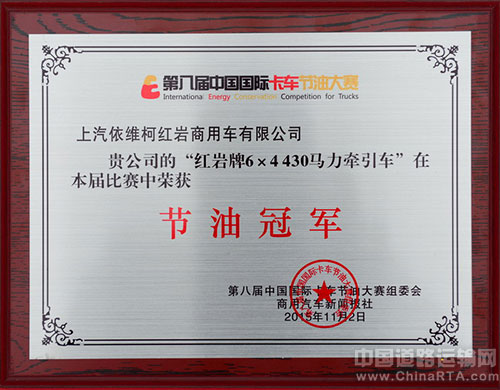 第八届中国国际卡车节油大赛
International Energy Conservation Competition for Trucks
上汽依维柯红岩商用车有限公司
贵公司的“红岩牌6×4 430马力牵引车”在
本届比赛中荣获
节油冠军
第八届中国国际卡车节油大赛组委会
商用汽车新闻报社
2015年11月2日
中国道路运输网
www.ChinaRTA.com